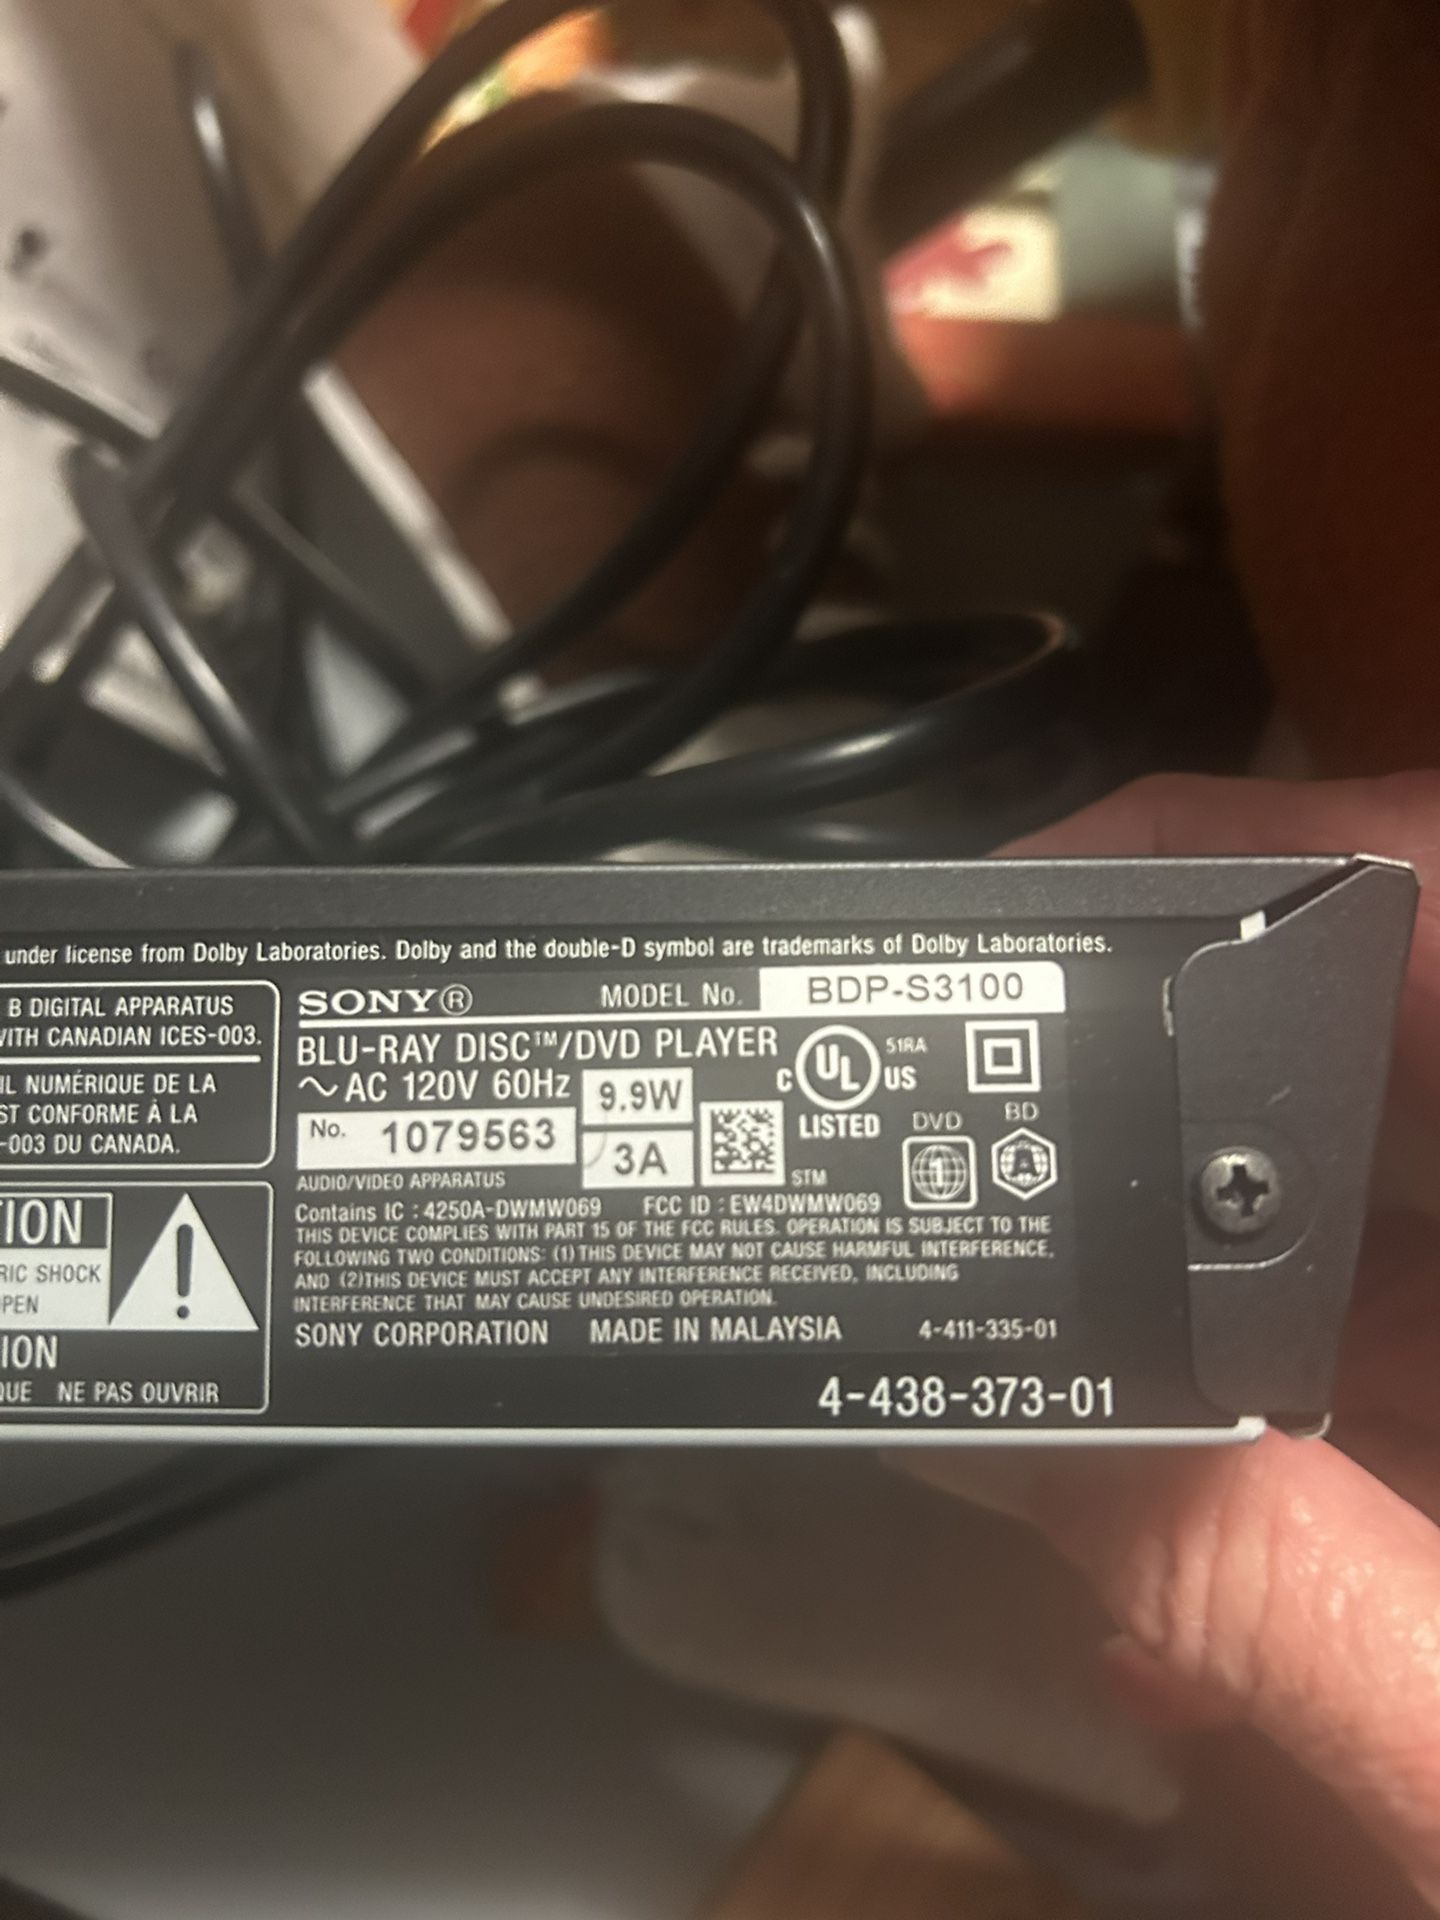 under license from Dolby Laboratories. Dolby and the double-D symbol are trademarks of Dolby Laboratories.
B DIGITAL APPARATUS
WITH CANADIAN ICES-003.
IL NUMÉRIQUE DE LA
ST CONFORME À LA
-003 DU CANADA.
ION
RIC SHOCK
PEN
!
ION
QUE NE PAS OUVRIR
SONY® MODEL No. BDP-S3100
BLU-RAY DISC™/DVD PLAYER
~ AC 120V 60Hz 9.9W
No. 1079563 3A
C UL US 51RA
LISTED
DVD BD
1 A
STM
AUDIO/VIDEO APPARATUS
Contains IC : 4250A-DWMW069 FCC ID : EW4DWMW069
THIS DEVICE COMPLIES WITH PART 15 OF THE FCC RULES. OPERATION IS SUBJECT TO THE
FOLLOWING TWO CONDITIONS: (1) THIS DEVICE MAY NOT CAUSE HARMFUL INTERFERENCE,
AND (2)THIS DEVICE MUST ACCEPT ANY INTERFERENCE RECEIVED, INCLUDING
INTERFERENCE THAT MAY CAUSE UNDESIRED OPERATION.
SONY CORPORATION MADE IN MALAYSIA 4-411-335-01
4-438-373-01